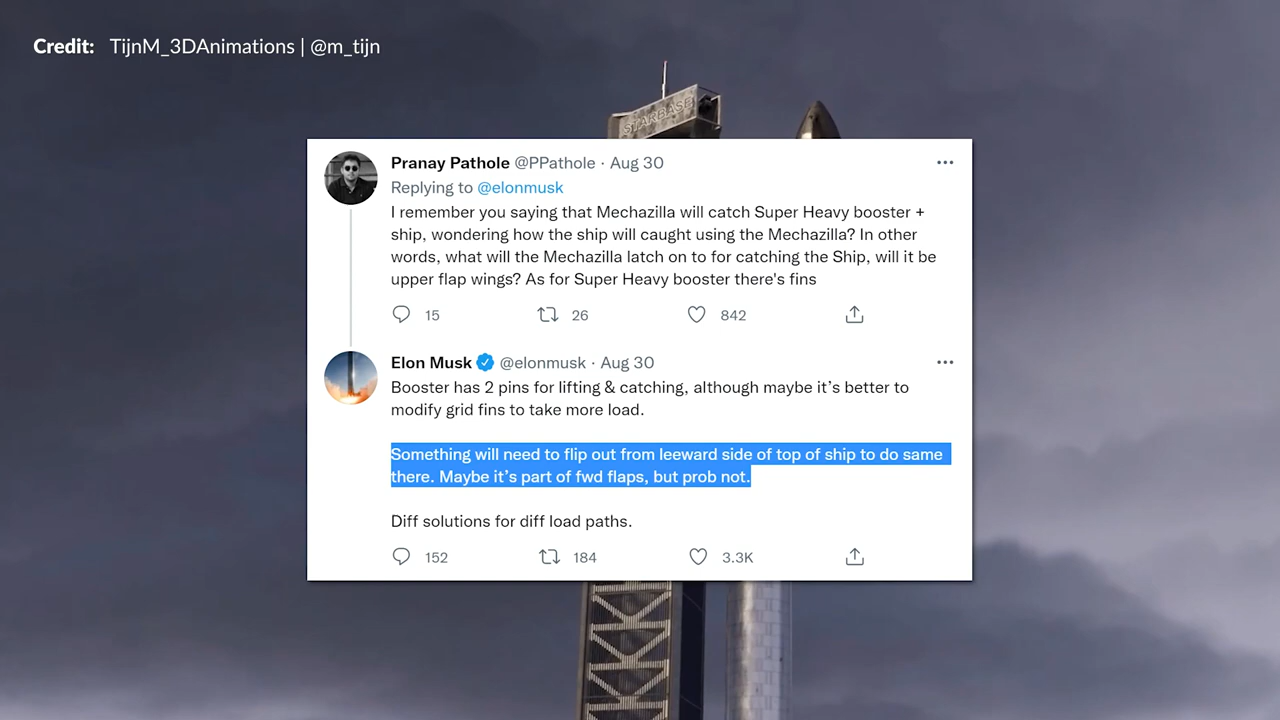 Credit: TijnM_3DAnimations | @m_tijn
STARBASE
Pranay Pathole @PPathole · Aug 30
Replying to @elonmusk
I remember you saying that Mechazilla will catch Super Heavy booster +
ship, wondering how the ship will caught using the Mechazilla? In other
words, what will the Mechazilla latch on to for catching the Ship, will it be
upper flap wings? As for Super Heavy booster there's fins
15 26 842
Elon Musk @elonmusk · Aug 30
Booster has 2 pins for lifting & catching, although maybe it’s better to
modify grid fins to take more load.
Something will need to flip out from leeward side of top of ship to do same
there. Maybe it’s part of fwd flaps, but prob not.
Diff solutions for diff load paths.
152 184 3.3K